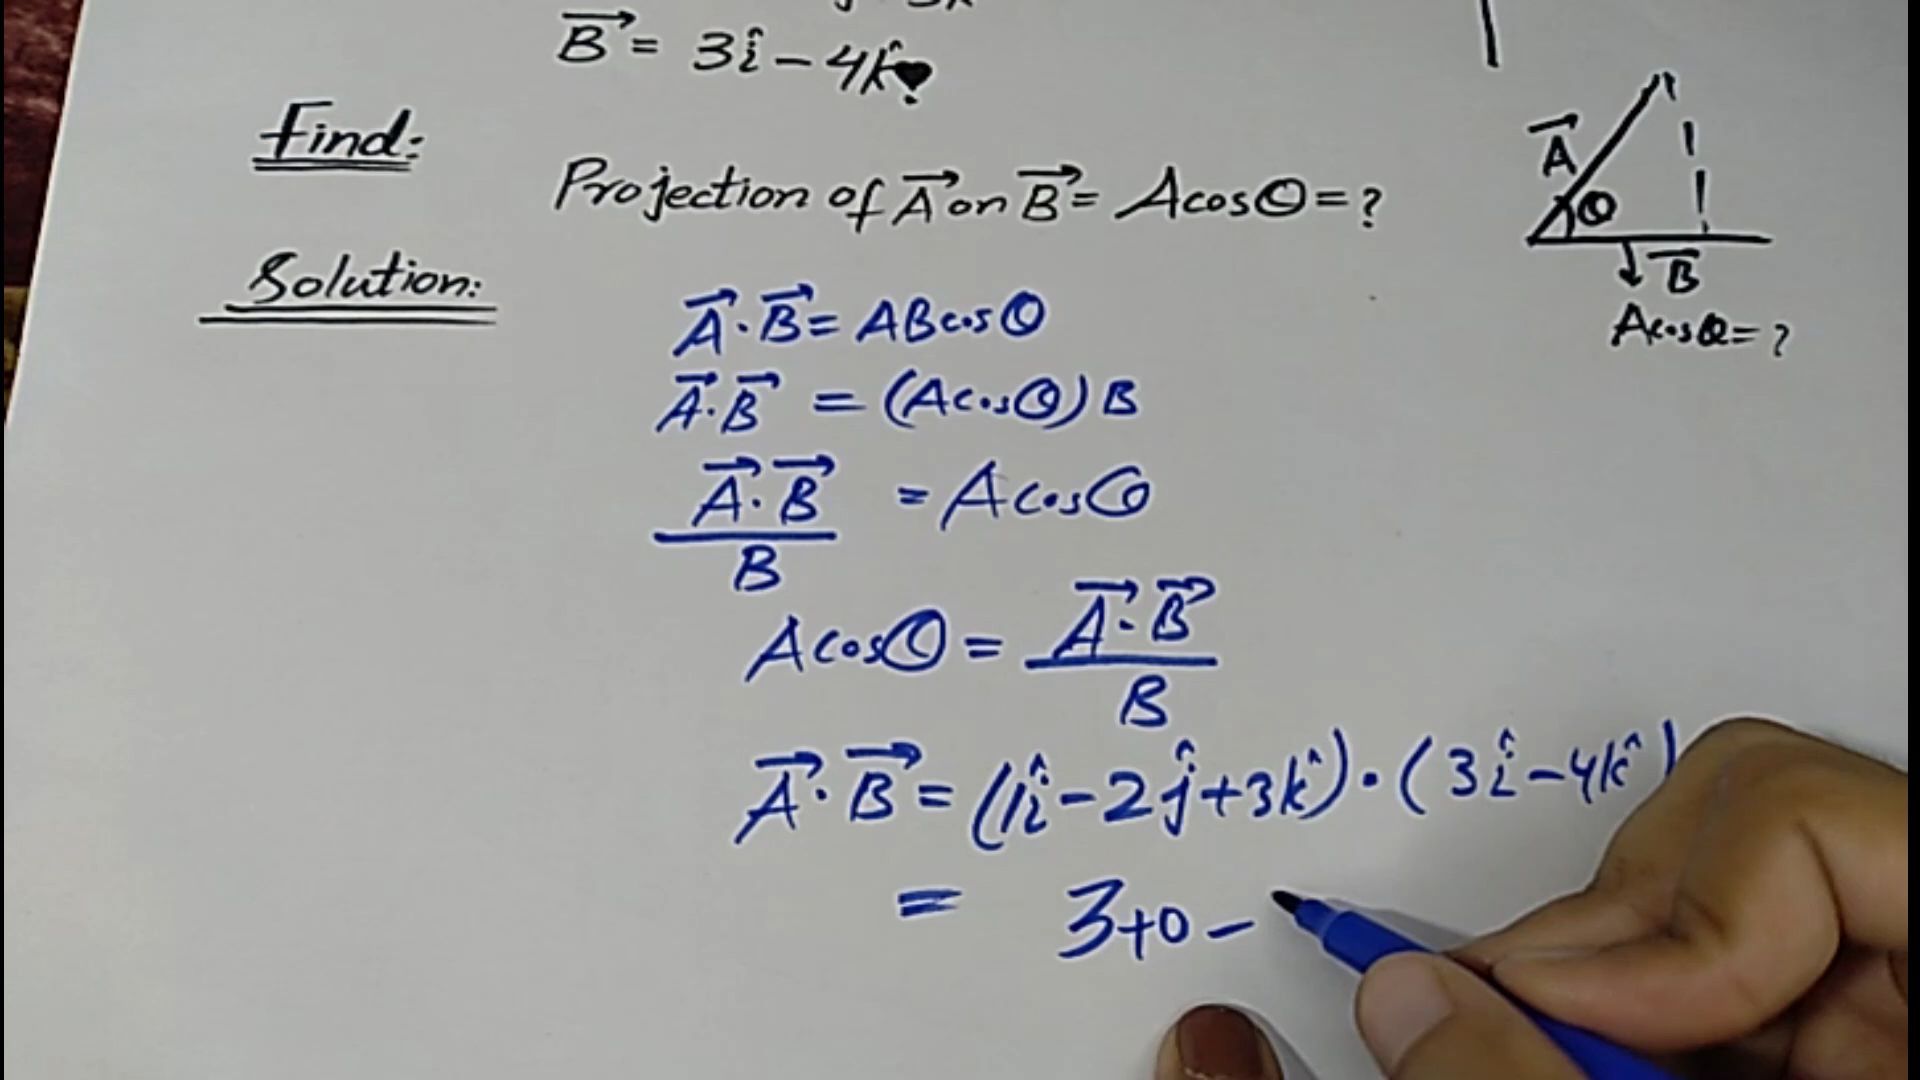 B⃗ = 3î - 4k̂
Find:
Projection of A⃗ on B⃗ = Acosθ = ?
A⃗
θ
B⃗
Acosθ = ?
Solution:
A⃗ · B⃗ = ABcosθ
A⃗ · B⃗ = (Acosθ) B
A⃗ · B⃗ / B = Acosθ
Acosθ = A⃗ · B⃗ / B
A⃗ · B⃗ = (1î - 2ĵ + 3k̂) · (3î - 4k̂)
= 3 + 0 -